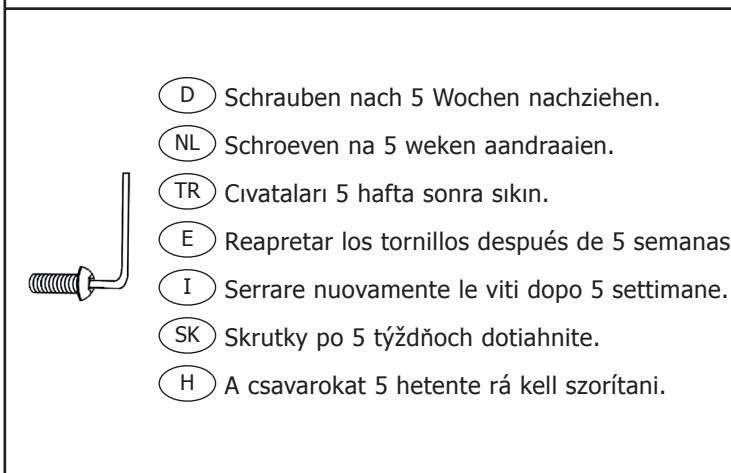 D Schrauben nach 5 Wochen nachziehen.
NL Schroeven na 5 weken aandraaien.
TR Cıvataları 5 hafta sonra sıkın.
E Reapretar los tornillos después de 5 semanas
I Serrare nuovamente le viti dopo 5 settimane.
SK Skrutky po 5 týždňoch dotiahnite.
H A csavarokat 5 hetente rá kell szorítani.